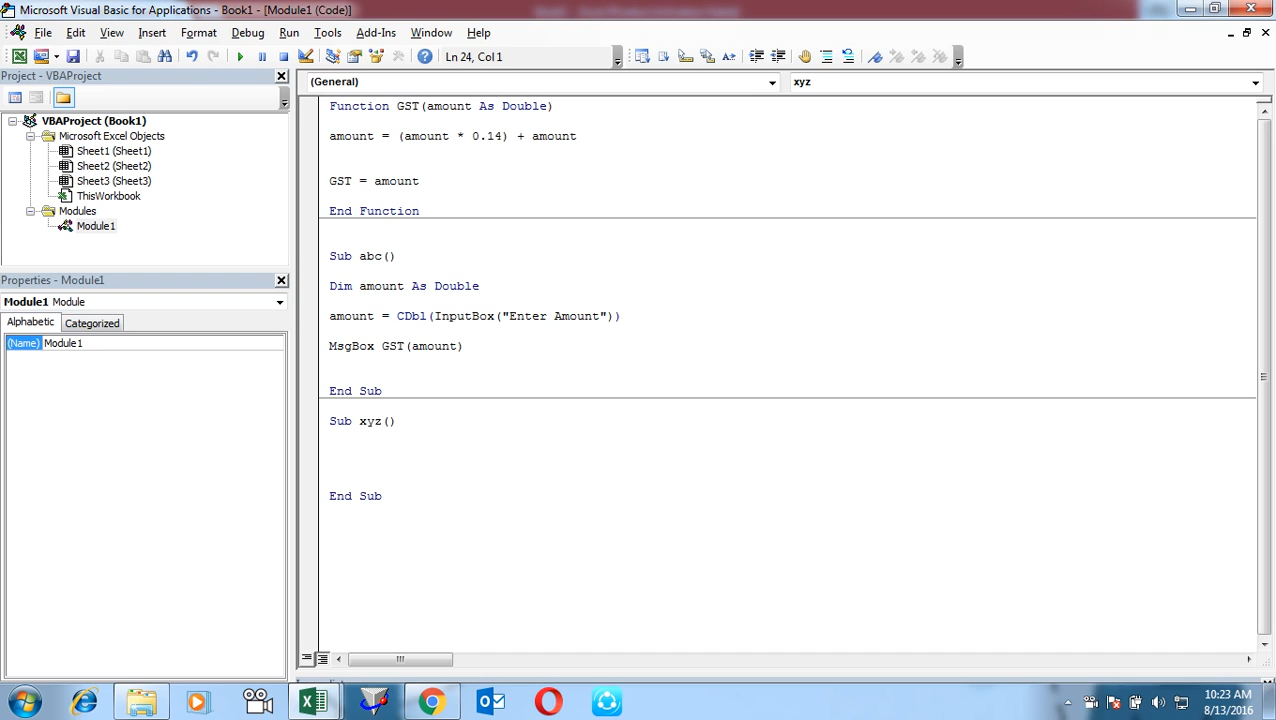 Microsoft Visual Basic for Applications - Book1 - [Module1 (Code)]
File Edit View Insert Format Debug Run Tools Add-Ins Window Help
Ln 24, Col 1
Project - VBAProject
(General)
xyz
VBAProject (Book1)
Microsoft Excel Objects
Sheet1 (Sheet1)
Sheet2 (Sheet2)
Sheet3 (Sheet3)
ThisWorkbook
Modules
Module1
Properties - Module1
Module1 Module
Alphabetic Categorized
(Name) Module1
Function GST(amount As Double)
amount = (amount * 0.14) + amount
GST = amount
End Function
Sub abc()
Dim amount As Double
amount = CDbl(InputBox("Enter Amount"))
MsgBox GST(amount)
End Sub
Sub xyz()
End Sub
10:23 AM
8/13/2016